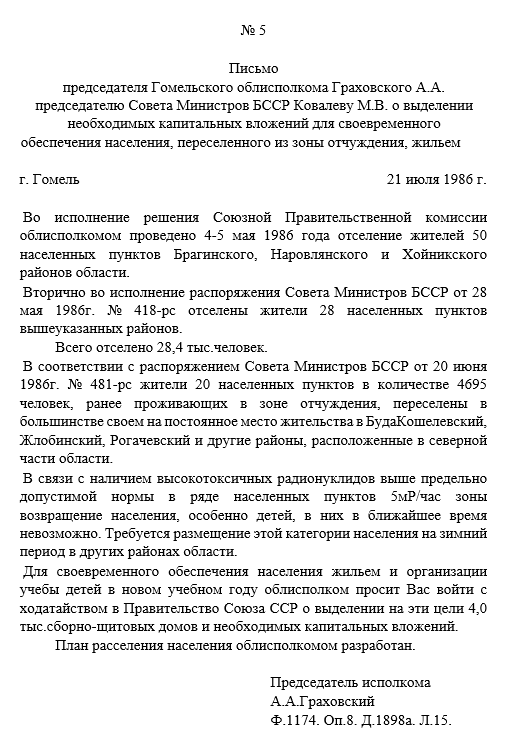 № 5
Письмо
председателя Гомельского облисполкома Граховского А.А.
председателю Совета Министров БССР Ковалеву М.В. о выделении
необходимых капитальных вложений для своевременного
обеспечения населения, переселенного из зоны отчуждения, жильем
г. Гомель 21 июля 1986 г.
Во исполнение решения Союзной Правительственной комиссии
облисполкомом проведено 4-5 мая 1986 года отселение жителей 50
населенных пунктов Брагинского, Наровлянского и Хойникского
районов области.
Вторично во исполнение распоряжения Совета Министров БССР от 28
мая 1986г. № 418-рс отселены жители 28 населенных пунктов
вышеуказанных районов.
Всего отселено 28,4 тыс.человек.
В соответствии с распоряжением Совета Министров БССР от 20 июня
1986г. № 481-рс жители 20 населенных пунктов в количестве 4695
человек, ранее проживающих в зоне отчуждения, переселены в
большинстве своем на постоянное место жительства в БудаКошелевский,
Жлобинский, Рогачевский и другие районы, расположенные в северной
части области.
В связи с наличием высокотоксичных радионуклидов выше предельно
допустимой нормы в ряде населенных пунктов 5мР/час зоны
возвращение населения, особенно детей, в них в ближайшее время
невозможно. Требуется размещение этой категории населения на зимний
период в других районах области.
Для своевременного обеспечения населения жильем и организации
учебы детей в новом учебном году облисполком просит Вас войти с
ходатайством в Правительство Союза ССР о выделении на эти цели 4,0
тыс.сборно-щитовых домов и необходимых капитальных вложений.
План расселения населения облисполкомом разработан.
Председатель исполкома
А.А.Граховский
Ф.1174. Оп.8. Д.1898а. Л.15.